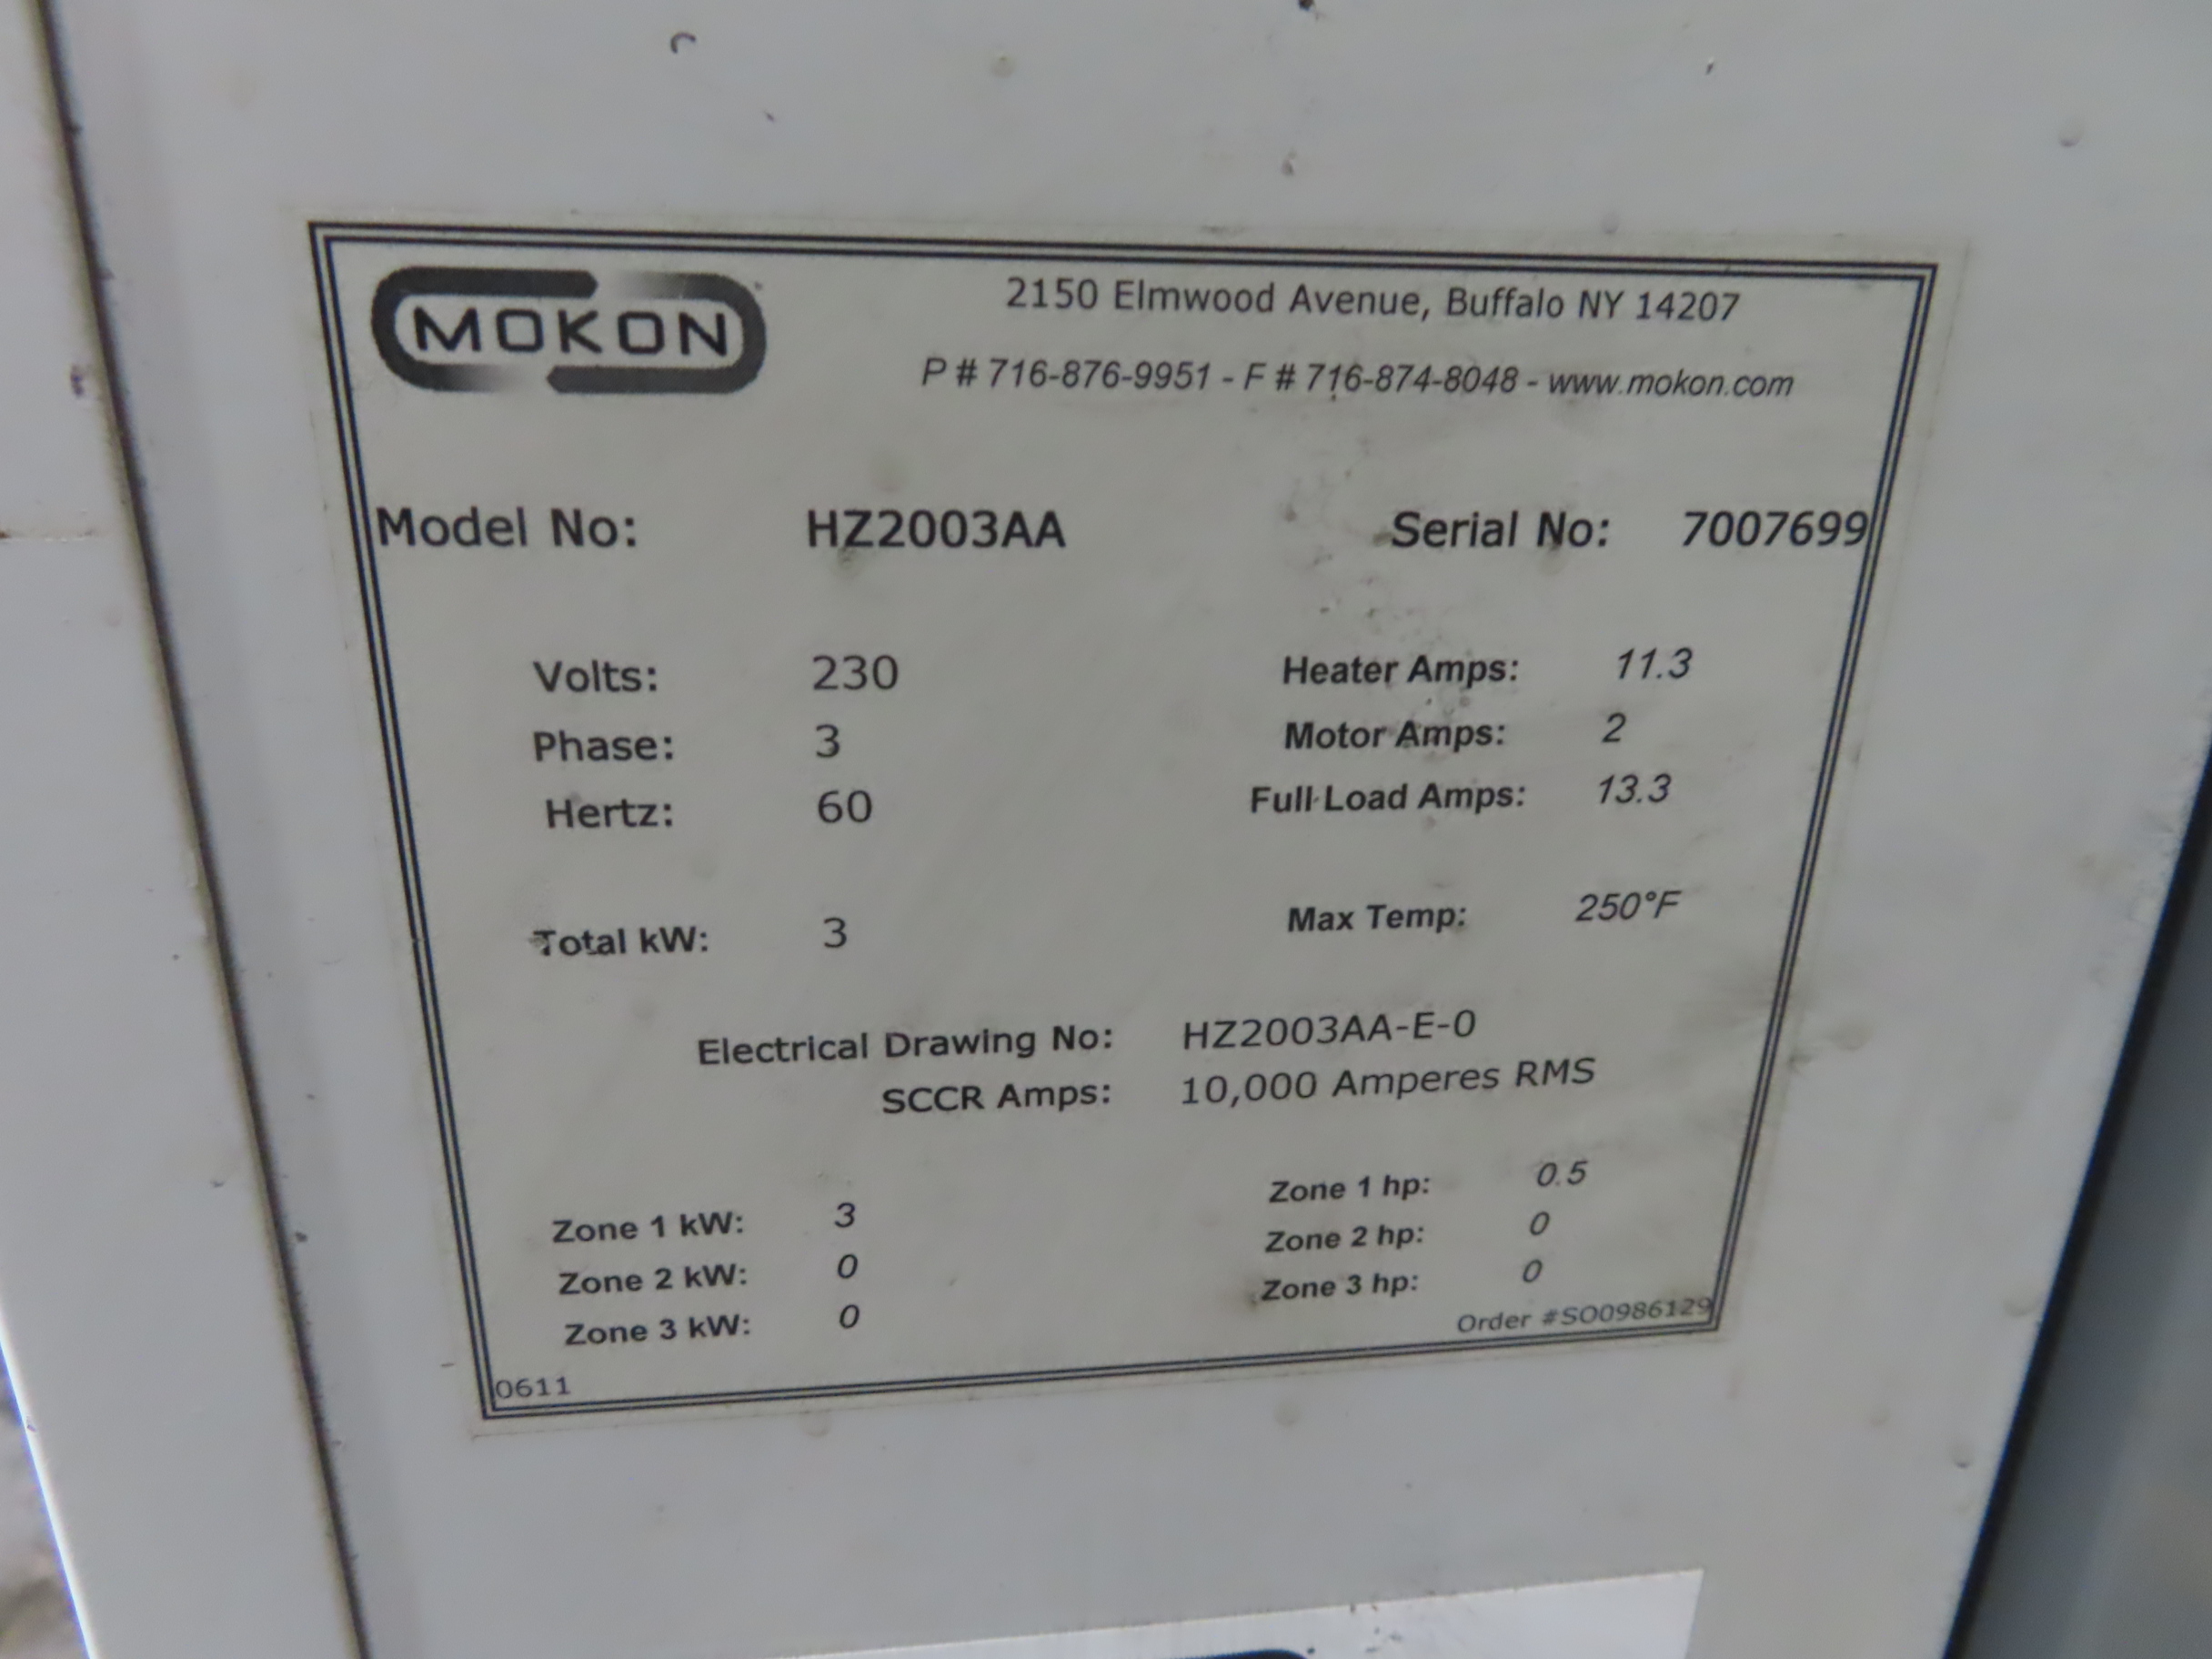 MOKON
2150 Elmwood Avenue, Buffalo NY 14207
P # 716-876-9951 - F # 716-874-8048 - www.mokon.com
Model No: HZ2003AA Serial No: 7007699
Volts: 230 Heater Amps: 11.3
Phase: 3 Motor Amps: 2
Hertz: 60 Full Load Amps: 13.3
Total kW: 3 Max Temp: 250°F
Electrical Drawing No: HZ2003AA-E-0
SCCR Amps: 10,000 Amperes RMS
Zone 1 kW: 3 Zone 1 hp: 0.5
Zone 2 kW: 0 Zone 2 hp: 0
Zone 3 kW: 0 Zone 3 hp: 0
0611 Order #SO0986129